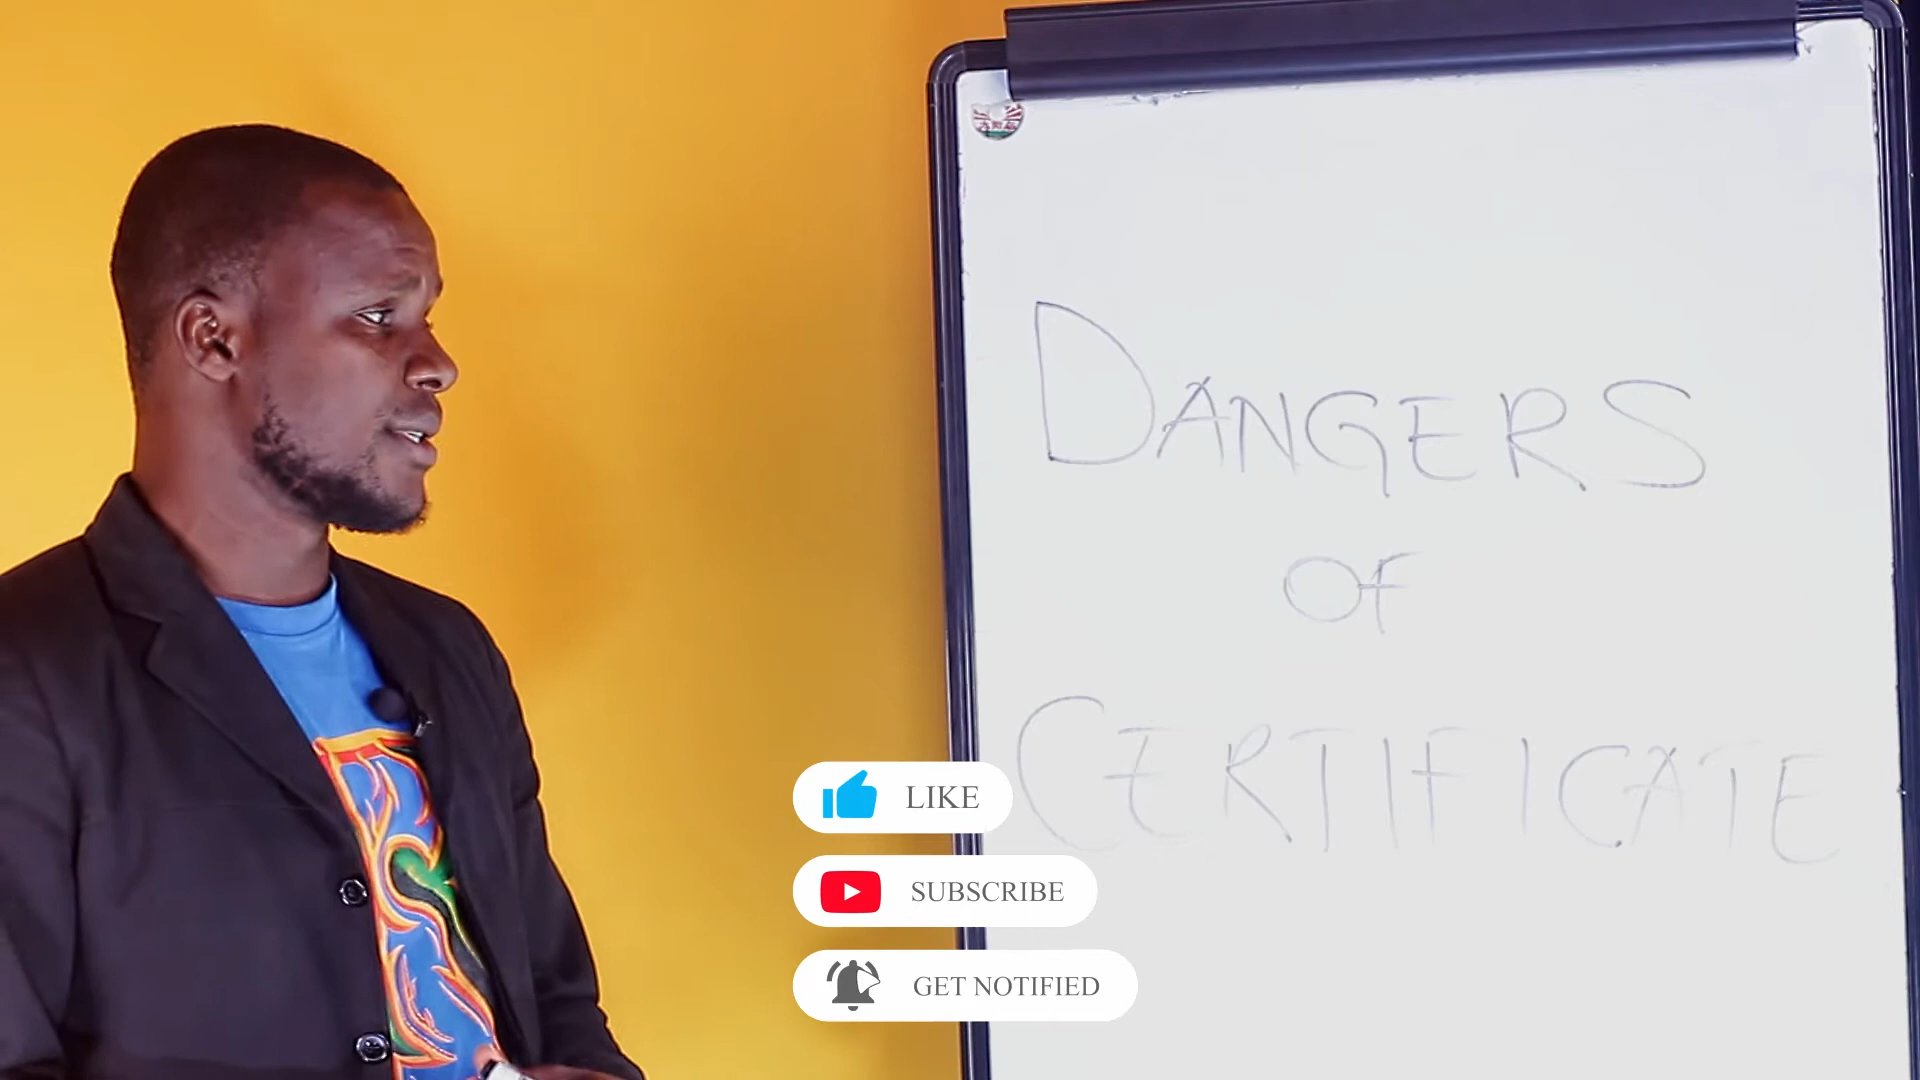 DANGERS
OF
CERTIFICATE
LIKE
SUBSCRIBE
GET NOTIFIED